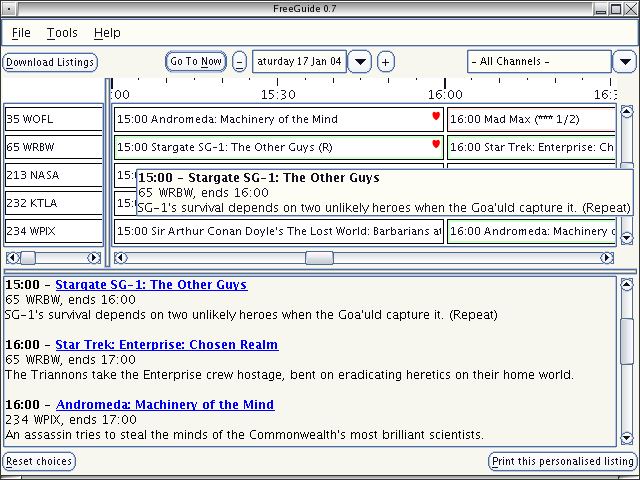 FreeGuide 0.7
File Tools Help
Download Listings
Go To Now
–
aturday 17 Jan 04
+
- All Channels -
:00 15:30 16:00 16:3
35 WOFL
15:00 Andromeda: Machinery of the Mind
16:00 Mad Max (*** 1/2)
65 WRBW
15:00 Stargate SG-1: The Other Guys (R)
16:00 Star Trek: Enterprise: Ch
213 NASA
15:
15:00 - Stargate SG-1: The Other Guys
65 WRBW, ends 16:00
232 KTLA
15:
SG-1's survival depends on two unlikely heroes when the Goa'uld capture it. (Repeat)
234 WPIX
15:00 Sir Arthur Conan Doyle's The Lost World: Barbarians at
16:00 Andromeda: Machinery o
15:00 - Stargate SG-1: The Other Guys
65 WRBW, ends 16:00
SG-1's survival depends on two unlikely heroes when the Goa'uld capture it. (Repeat)
16:00 - Star Trek: Enterprise: Chosen Realm
65 WRBW, ends 17:00
The Triannons take the Enterprise crew hostage, bent on eradicating heretics on their home world.
16:00 - Andromeda: Machinery of the Mind
234 WPIX, ends 17:00
An assassin tries to steal the minds of the Commonwealth's most brilliant scientists.
Reset choices
Print this personalised listing